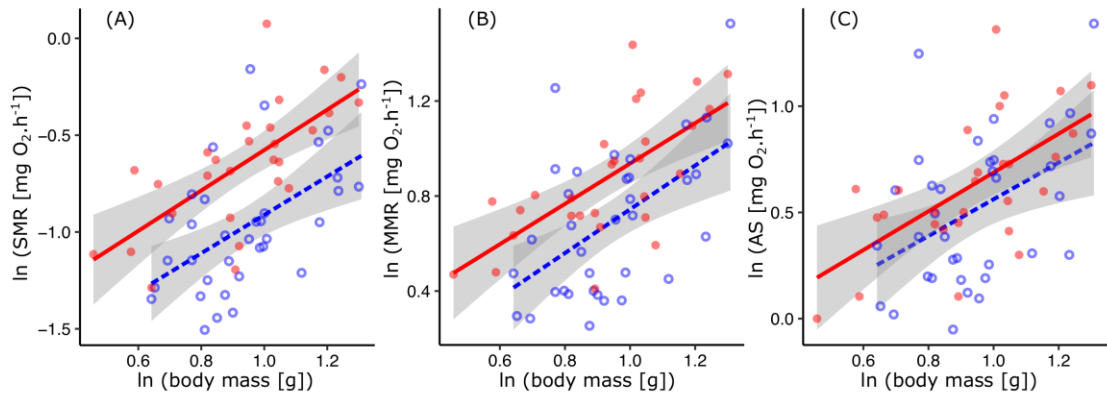 (A)
ln (SMR [mg O₂.h⁻¹])
0.0
−0.5
−1.0
−1.5
0.6 0.8 1.0 1.2
ln (body mass [g])
(B)
ln (MMR [mg O₂.h⁻¹])
1.2
0.8
0.4
0.6 0.8 1.0 1.2
ln (body mass [g])
(C)
ln (AS [mg O₂.h⁻¹])
1.0
0.5
0.0
0.6 0.8 1.0 1.2
ln (body mass [g])